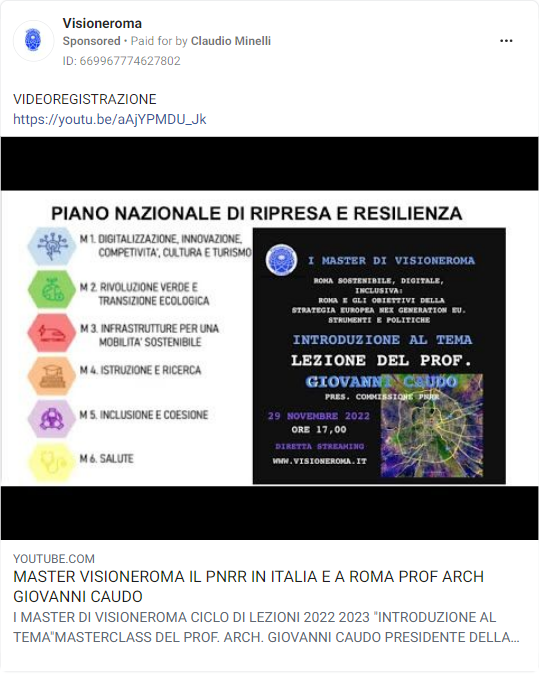 Visioneroma
Sponsored • Paid for by Claudio Minelli
ID: 669967774627802
VIDEOREGISTRAZIONE
https://youtu.be/aAjYPMDU_Jk
PIANO NAZIONALE DI RIPRESA E RESILIENZA
M 1. DIGITALIZZAZIONE, INNOVAZIONE,
COMPETIVITA', CULTURA E TURISMO
M 2. RIVOLUZIONE VERDE E
TRANSIZIONE ECOLOGICA
M 3. INFRASTRUTTURE PER UNA
MOBILITA' SOSTENIBILE
M 4. ISTRUZIONE E RICERCA
M 5. INCLUSIONE E COESIONE
M 6. SALUTE
I MASTER DI VISIONEROMA
ROMA SOSTENIBILE, DIGITALE,
INCLUSIVA:
ROMA E GLI OBIETTIVI DELLA
STRATEGIA EUROPEA NEX GENERATION EU.
STRUMENTI E POLITICHE
INTRODUZIONE AL TEMA
LEZIONE DEL PROF.
GIOVANNI CAUDO
PRES. COMMISSIONE PNRR
29 NOVEMBRE 2022
ORE 17,00
DIRETTA STREAMING
WWW.VISIONEROMA.IT
YOUTUBE.COM
MASTER VISIONEROMA IL PNRR IN ITALIA E A ROMA PROF ARCH
GIOVANNI CAUDO
I MASTER DI VISIONEROMA CICLO DI LEZIONI 2022 2023 "INTRODUZIONE AL
TEMA"MASTERCLASS DEL PROF. ARCH. GIOVANNI CAUDO PRESIDENTE DELLA...